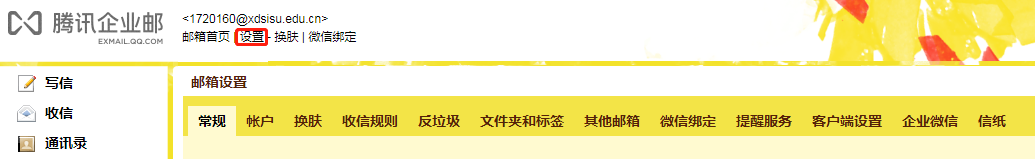 腾讯企业邮
EXMAIL.QQ.COM
<1720160@xdsisu.edu.cn>
邮箱首页 | 设置 - 换肤 | 微信绑定
写信
收信
通讯录
邮箱设置
常规 帐户 换肤 收信规则 反垃圾 文件夹和标签 其他邮箱 微信绑定 提醒服务 客户端设置 企业微信 信纸